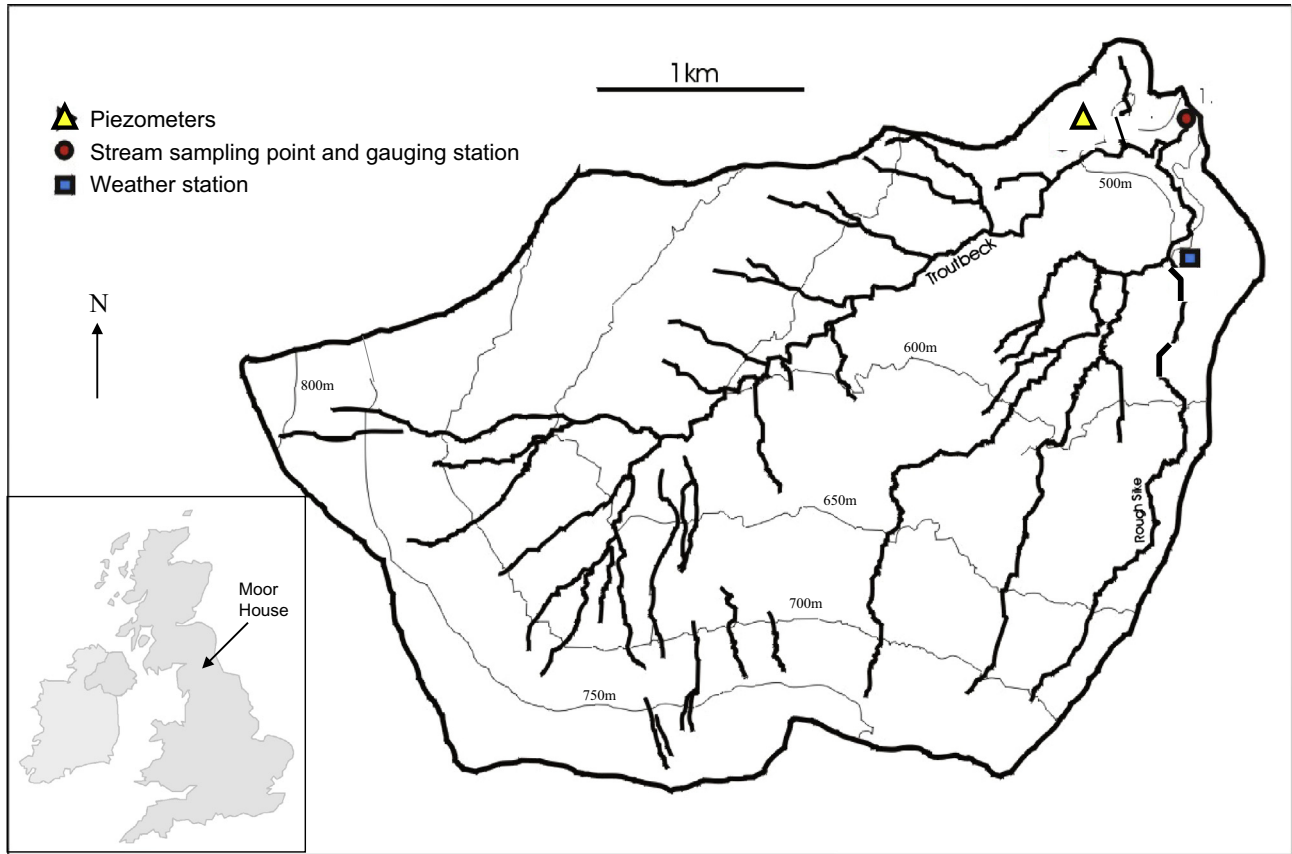 1km
1.
Piezometers
Stream sampling point and gauging station
Weather station
500m
Troutbeck
N
600m
800m
Rough Sike
650m
Moor
House
700m
750m